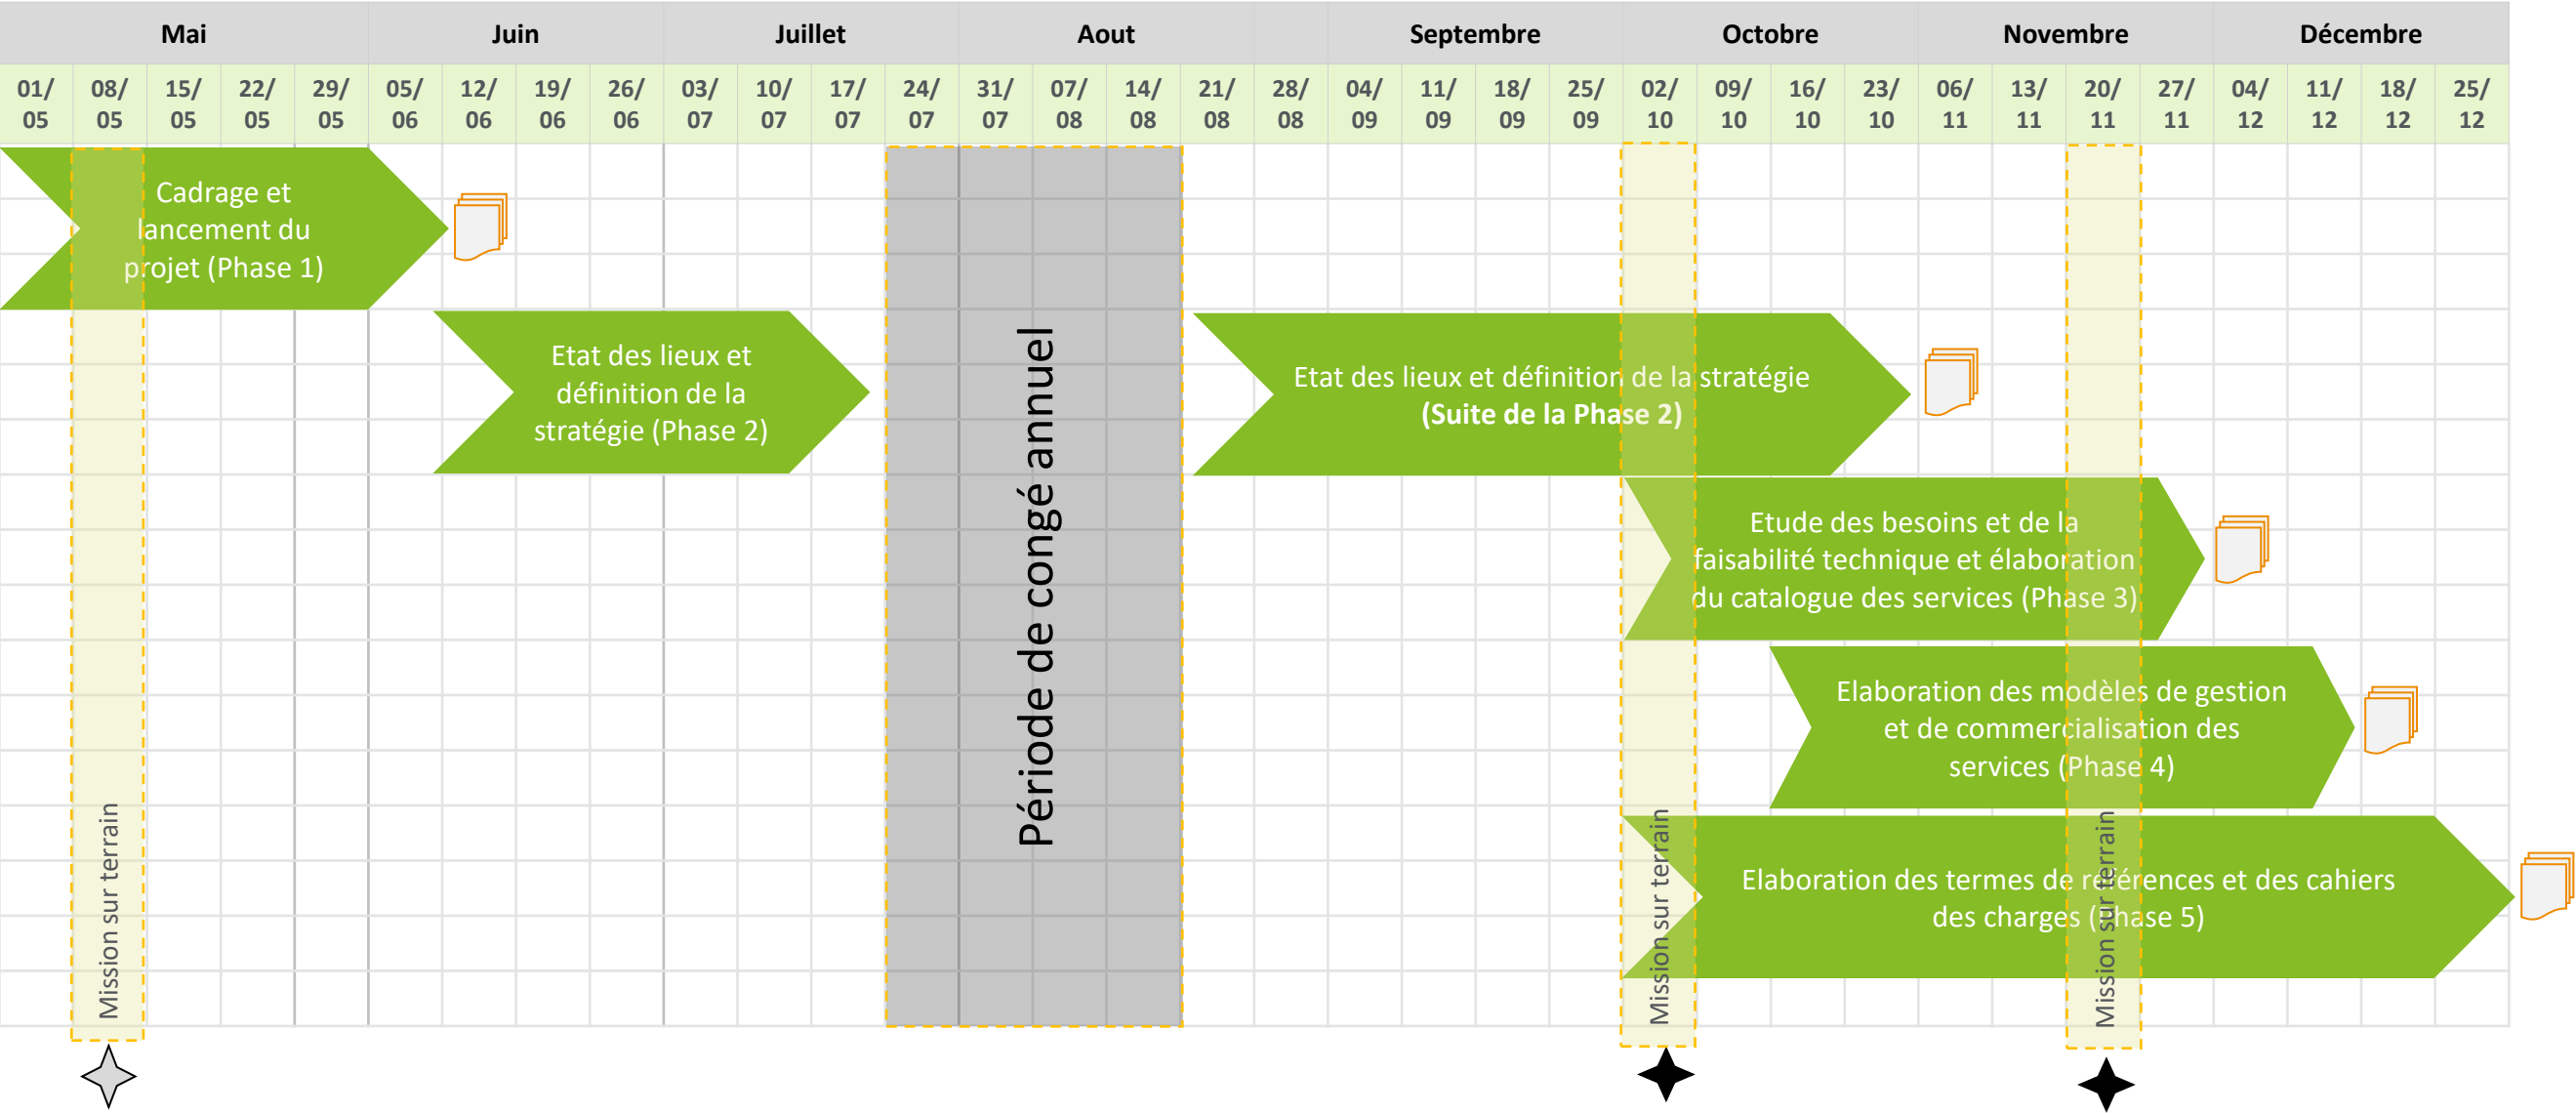 Mai Juin Juillet Aout Septembre Octobre Novembre Décembre
01/ 08/ 15/ 22/ 29/ 05/ 12/ 19/ 26/ 03/ 10/ 17/ 24/ 31/ 07/ 14/ 21/ 28/ 04/ 11/ 18/ 25/ 02/ 09/ 16/ 23/ 06/ 13/ 20/ 27/ 04/ 11/ 18/ 25/
05 05 05 05 05 06 06 06 06 07 07 07 07 07 08 08 08 08 09 09 09 09 10 10 10 10 11 11 11 11 12 12 12 12
Cadrage et
lancement du
projet (Phase 1)
Etat des lieux et
définition de la
stratégie (Phase 2)
Période de congé annuel
Etat des lieux et définition de la stratégie
(Suite de la Phase 2)
Etude des besoins et de la
faisabilité technique et élaboration
du catalogue des services (Phase 3)
Elaboration des modèles de gestion
et de commercialisation des
services (Phase 4)
Elaboration des termes de références et des cahiers
des charges (Phase 5)
Mission sur terrain
Mission sur terrain
Mission sur terrain